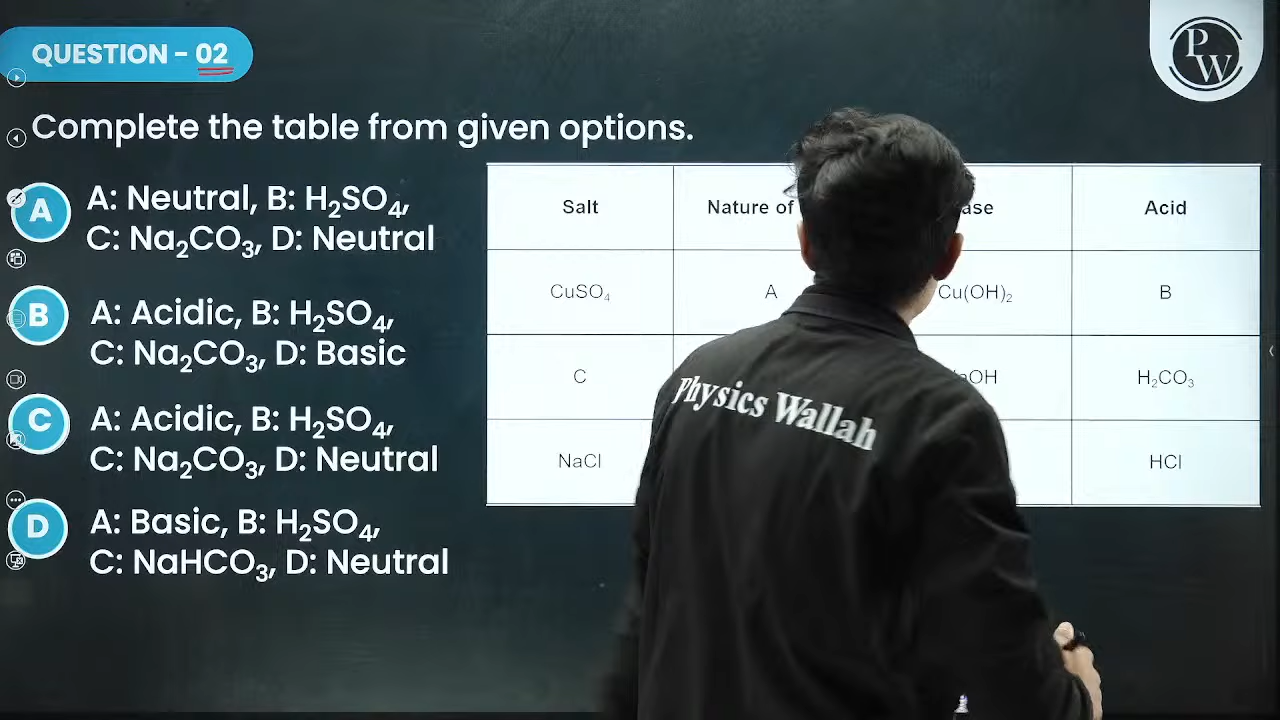 QUESTION - 02
PW
Complete the table from given options.
A
A: Neutral, B: H₂SO₄,
C: Na₂CO₃, D: Neutral
B
A: Acidic, B: H₂SO₄,
C: Na₂CO₃, D: Basic
C
A: Acidic, B: H₂SO₄,
C: Na₂CO₃, D: Neutral
D
A: Basic, B: H₂SO₄,
C: NaHCO₃, D: Neutral
Salt Nature of Acid
CuSO₄ A Cu(OH)₂ B
C H₂CO₃
NaCl HCl
Physics Wallah